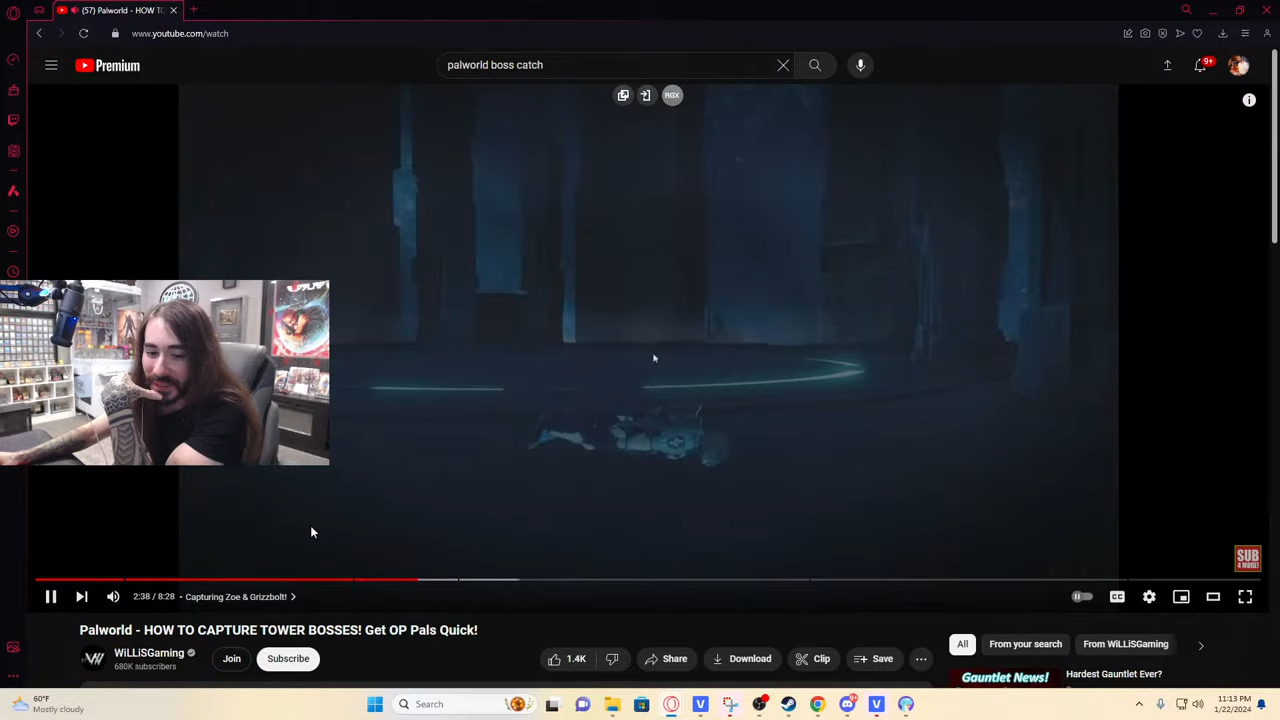 (57) Palworld - HOW TO
www.youtube.com/watch
Premium
palworld boss catch
9+
RGX
SUB
4 MORE!
2:38 / 8:28 • Capturing Zoe & Grizzbolt!
CC
Palworld - HOW TO CAPTURE TOWER BOSSES! Get OP Pals Quick!
WiLLiSGaming
680K subscribers
Join
Subscribe
1.4K
Share
Download
Clip
Save
All
From your search
From WiLLiSGaming
Gauntlet News!
Hardest Gauntlet Ever?
60°F
Mostly cloudy
Search
9+
11:13 PM
1/22/2024